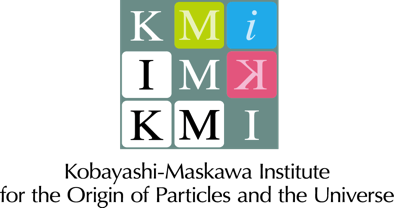 K M i
I M K
K M I
Kobayashi-Maskawa Institute
for the Origin of Particles and the Universe